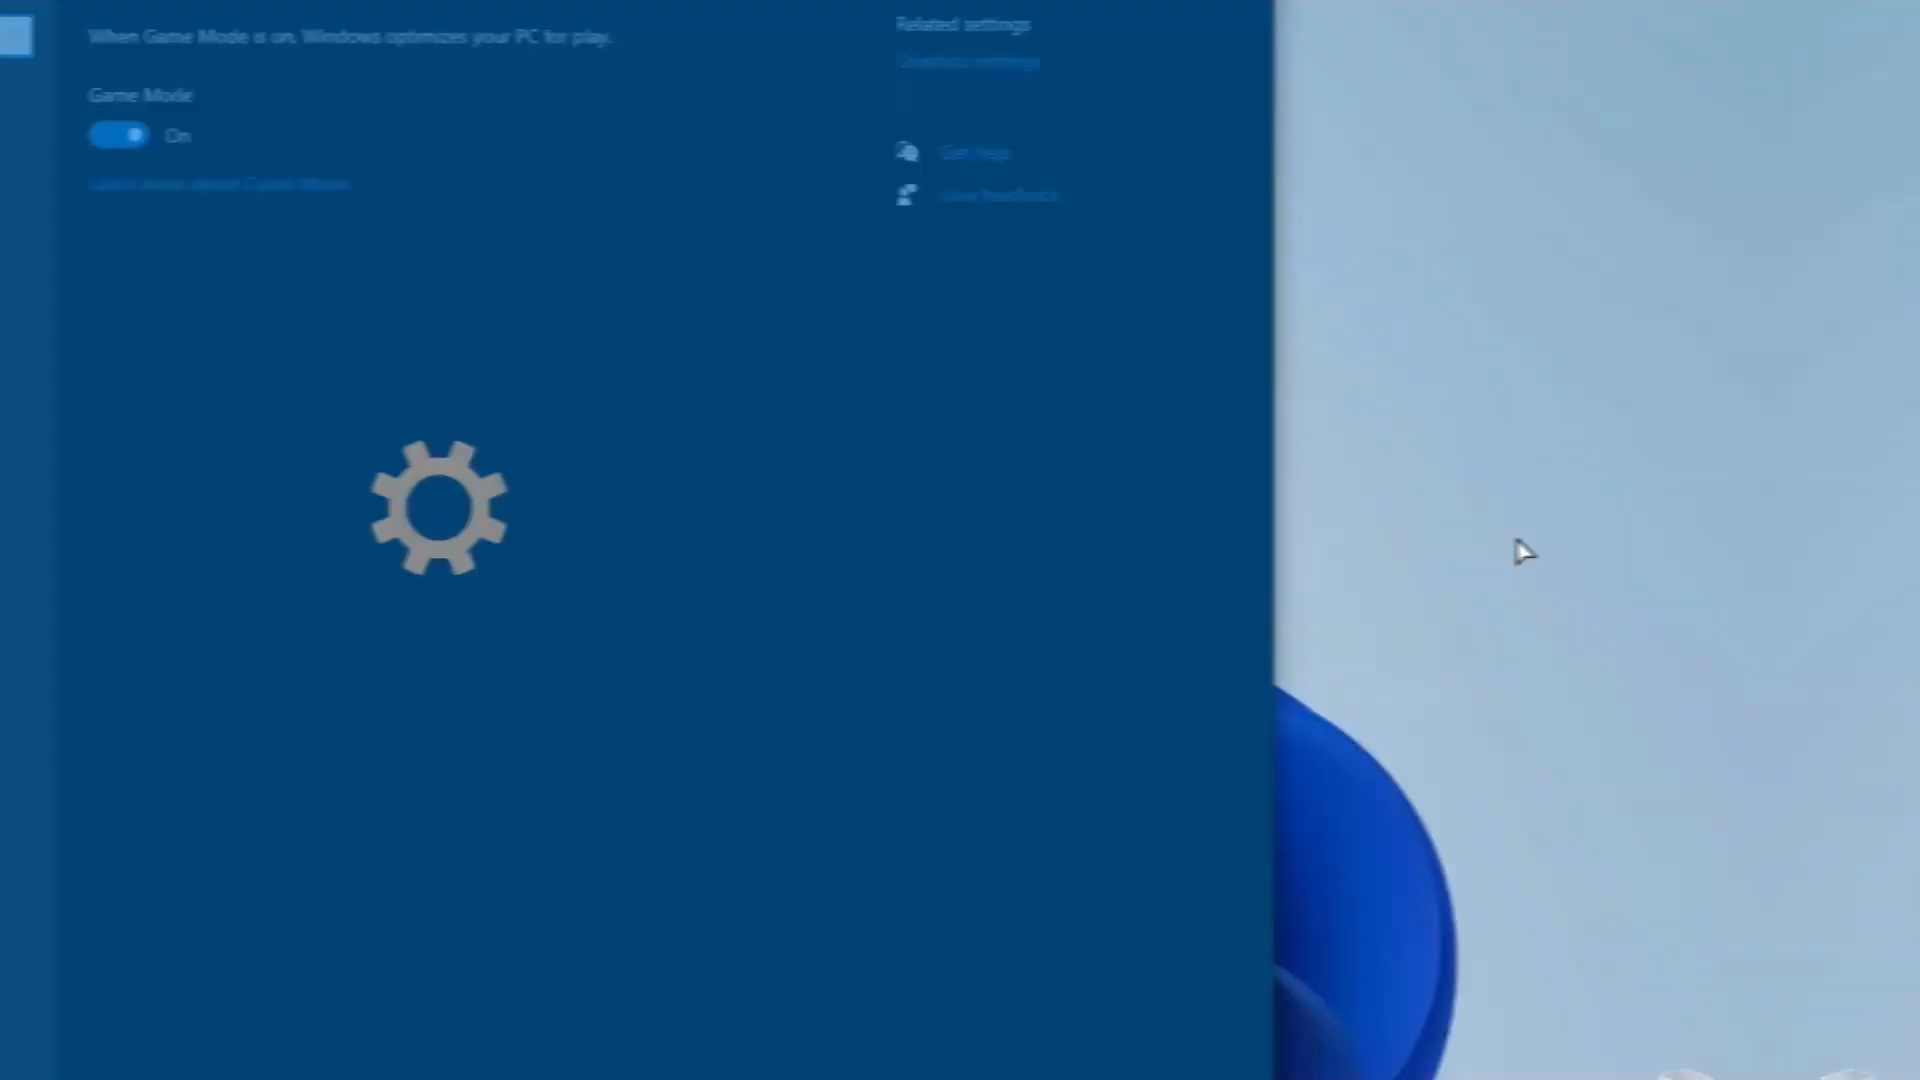 When Game Mode is on, Windows optimizes your PC for play.
Game Mode
On
Learn more about Game Mode
Related settings
Graphics settings
Get help
Give feedback